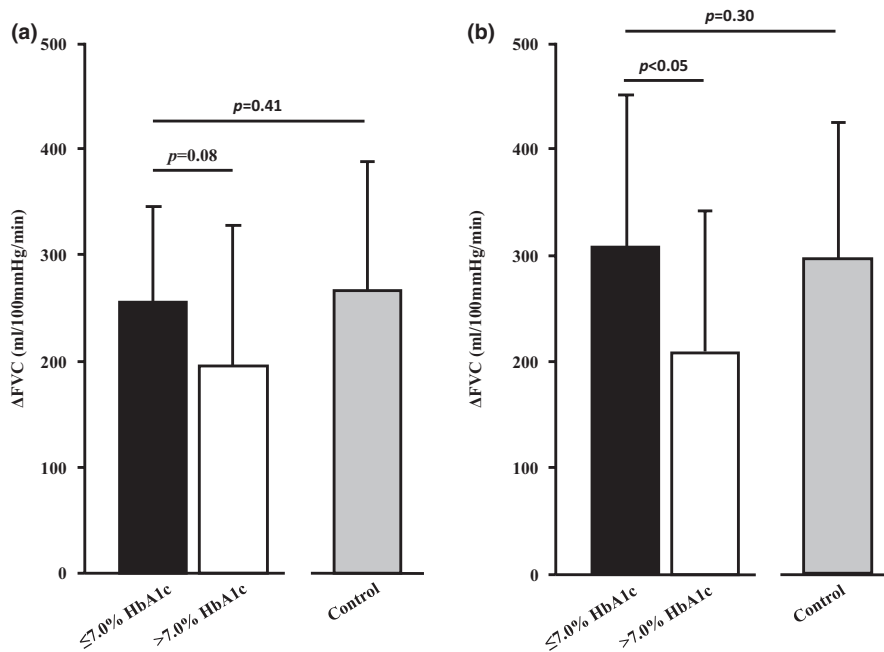 (a)
500
400
300
200
100
0
ΔFVC (ml/100mmHg/min)
p=0.41
p=0.08
≤7.0% HbA1c
>7.0% HbA1c
Control
(b)
500
400
300
200
100
0
ΔFVC (ml/100mmHg/min)
p=0.30
p<0.05
≤7.0% HbA1c
>7.0% HbA1c
Control